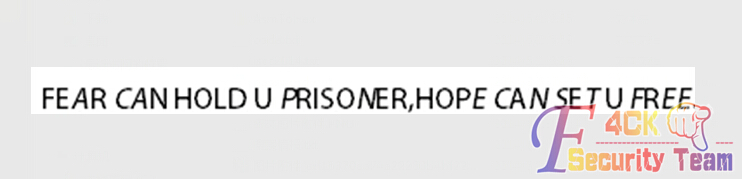 FEAR CAN HOLD U PRISONER,HOPE CAN SET U FREE
F4CK
Security Team